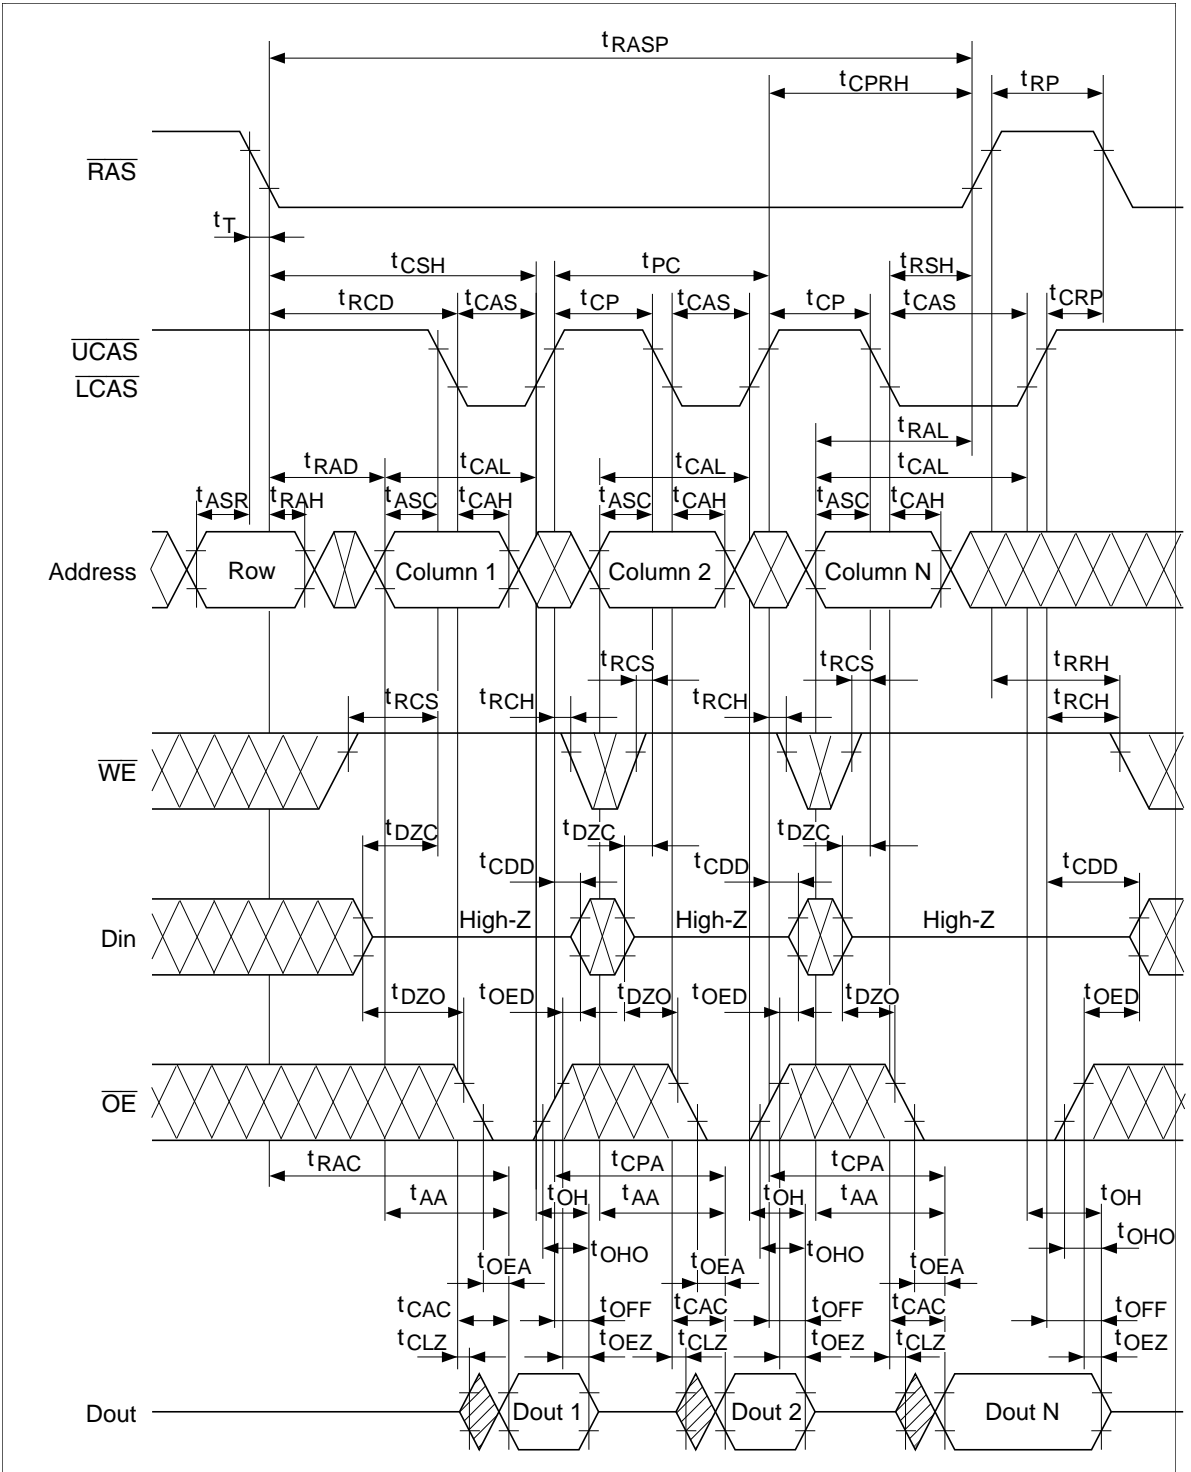 tRASP
tCPRH tRP
RAS
tT
tCSH tPC tRSH
tRCD tCAS tCP tCAS tCP tCAS tCRP
UCAS
LCAS
tRAL
tRAD tCAL tCAL tCAL
tASR tRAH tASC tCAH tASC tCAH tASC tCAH
Address Row Column 1 Column 2 Column N
tRCS tRCS tRRH
tRCS tRCH tRCH tRCH
WE
tDZC tDZC tDZC
tCDD tCDD tCDD
High-Z High-Z High-Z
Din
tDZO tOED tDZO tOED tDZO tOED
OE
tRAC tCPA tCPA
tAA tOH tAA tOH tAA tOH
tOHO tOHO tOHO
tOEA tOEA tOEA
tCAC tOFF tCAC tOFF tCAC tOFF
tCLZ tOEZ tCLZ tOEZ tCLZ tOEZ
Dout Dout 1 Dout 2 Dout N